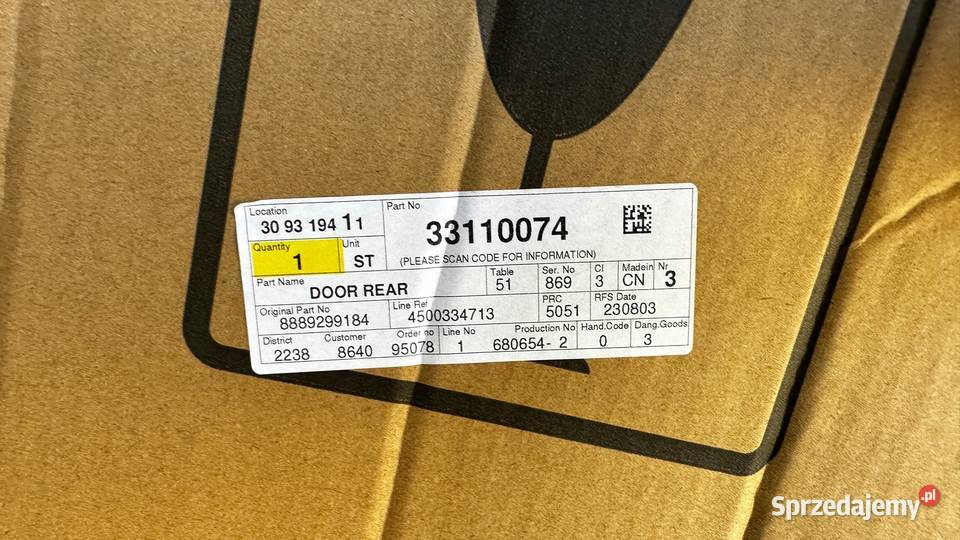 Location
30 93 194 1 1
Part No
33110074
(PLEASE SCAN CODE FOR INFORMATION)
Quantity
1
Unit
ST
Part Name
DOOR REAR
Table
51
Ser. No
869
Cl
3
Madein
CN
Nr
3
Original Part No
8889299184
Line Ref
4500334713
PRC
5051
RFS Date
230803
District
2238
Customer
8640
Order no
95078
Line No
1
Production No
680654- 2
Hand.Code
0
Dang.Goods
3
Sprzedajemy.pl